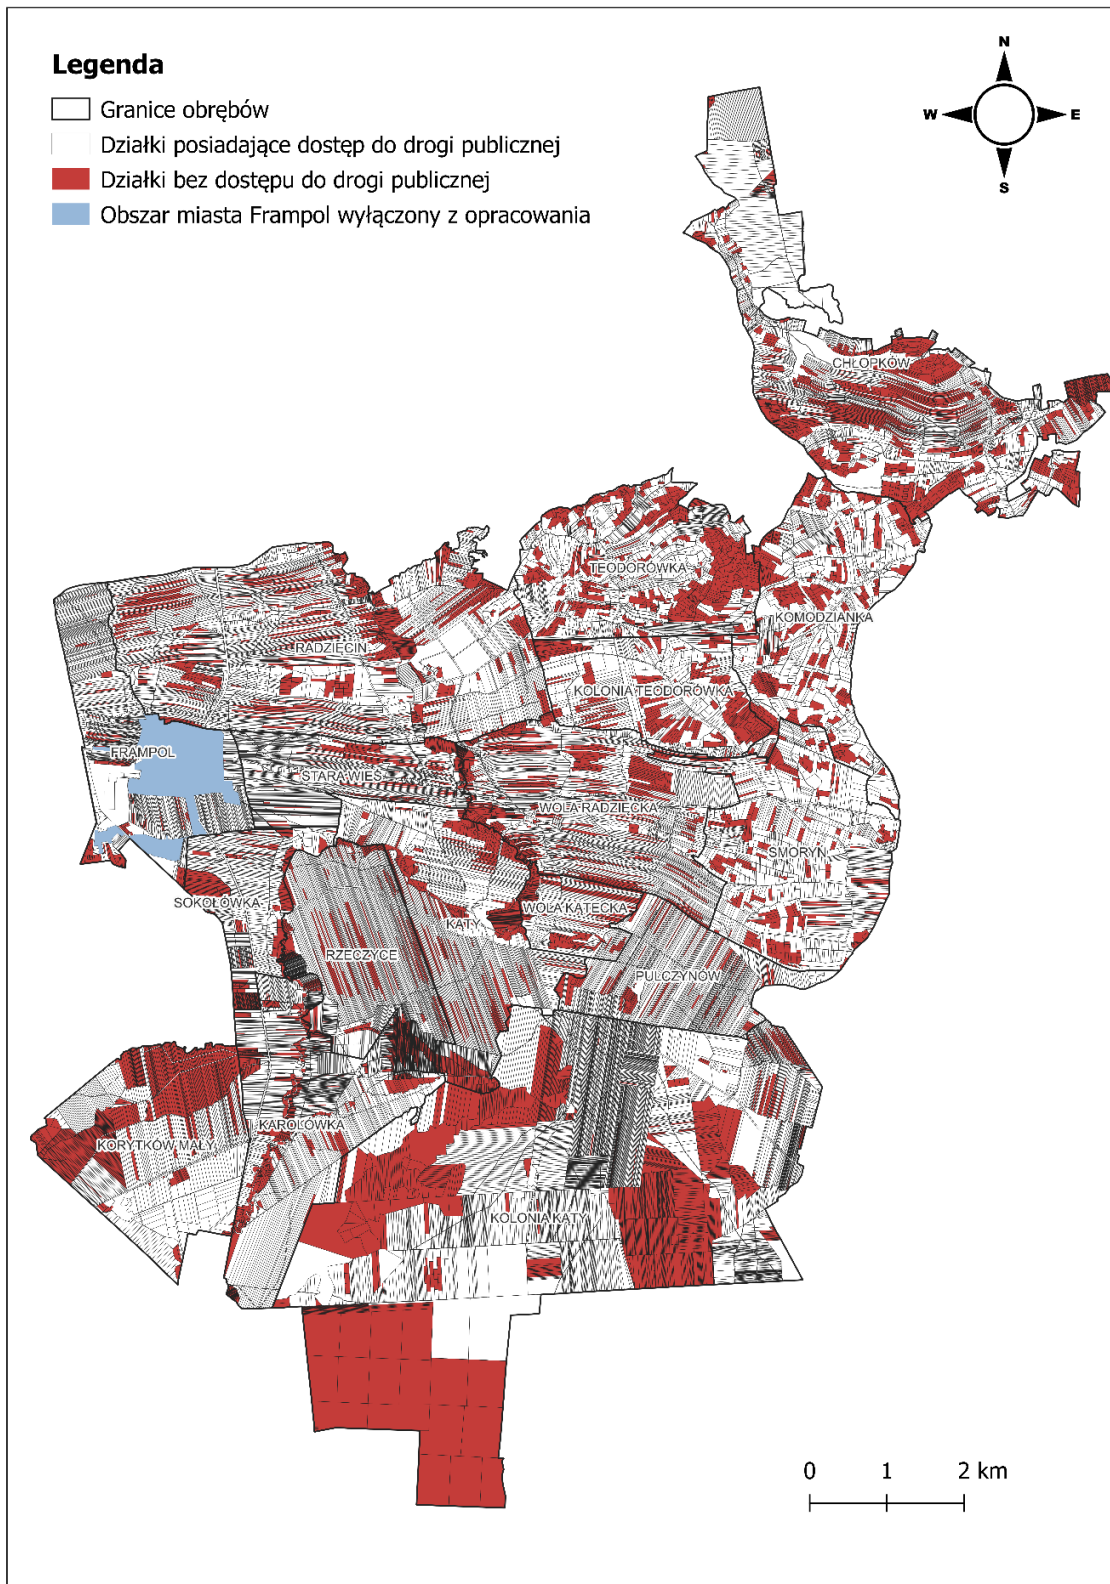 Legenda
Granice obrębów
Działki posiadające dostęp do drogi publicznej
Działki bez dostępu do drogi publicznej
Obszar miasta Frampol wyłączony z opracowania
N
W
E
S
CHŁOPKÓW
TEODORÓWKA
KOMODZIANKA
RADZIĘCIN
KOLONIA TEODORÓWKA
FRAMPOL
STARA WIEŚ
WOLA RADZIĘCKA
SMORYŃ
SOKOŁÓWKA
WOLA KĄTECKA
KĄTY
RZECZYCE
PULCZYNÓW
KAROLÓWKA
KORYTKÓW MAŁY
KOLONIA KĄTY
0 1 2 km